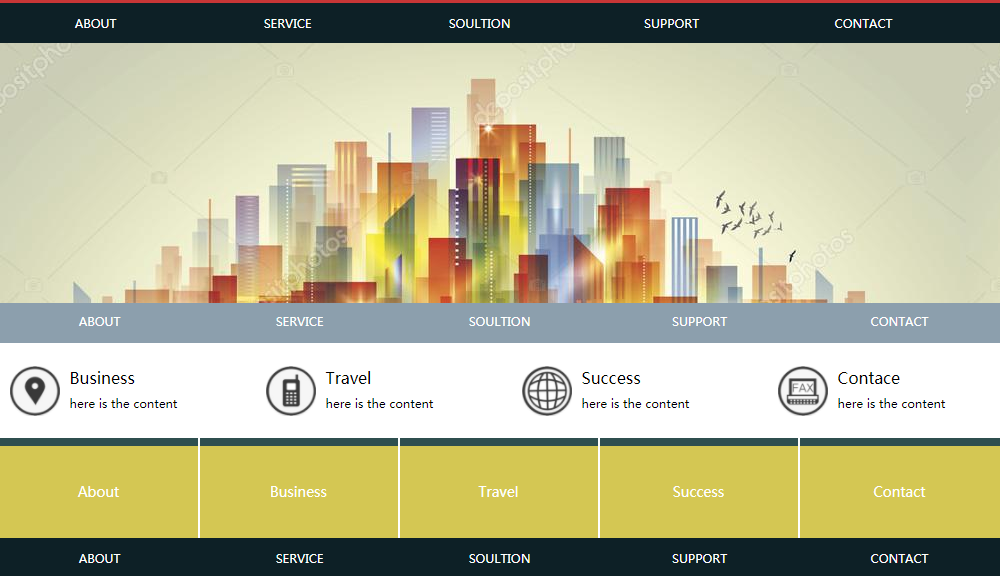 ABOUT SERVICE SOULTION SUPPORT CONTACT
depositphotos
depositphotos
ABOUT SERVICE SOULTION SUPPORT CONTACT
Business Travel Success Contace
FAX
here is the content here is the content here is the content here is the content
About Business Travel Success Contact
ABOUT SERVICE SOULTION SUPPORT CONTACT